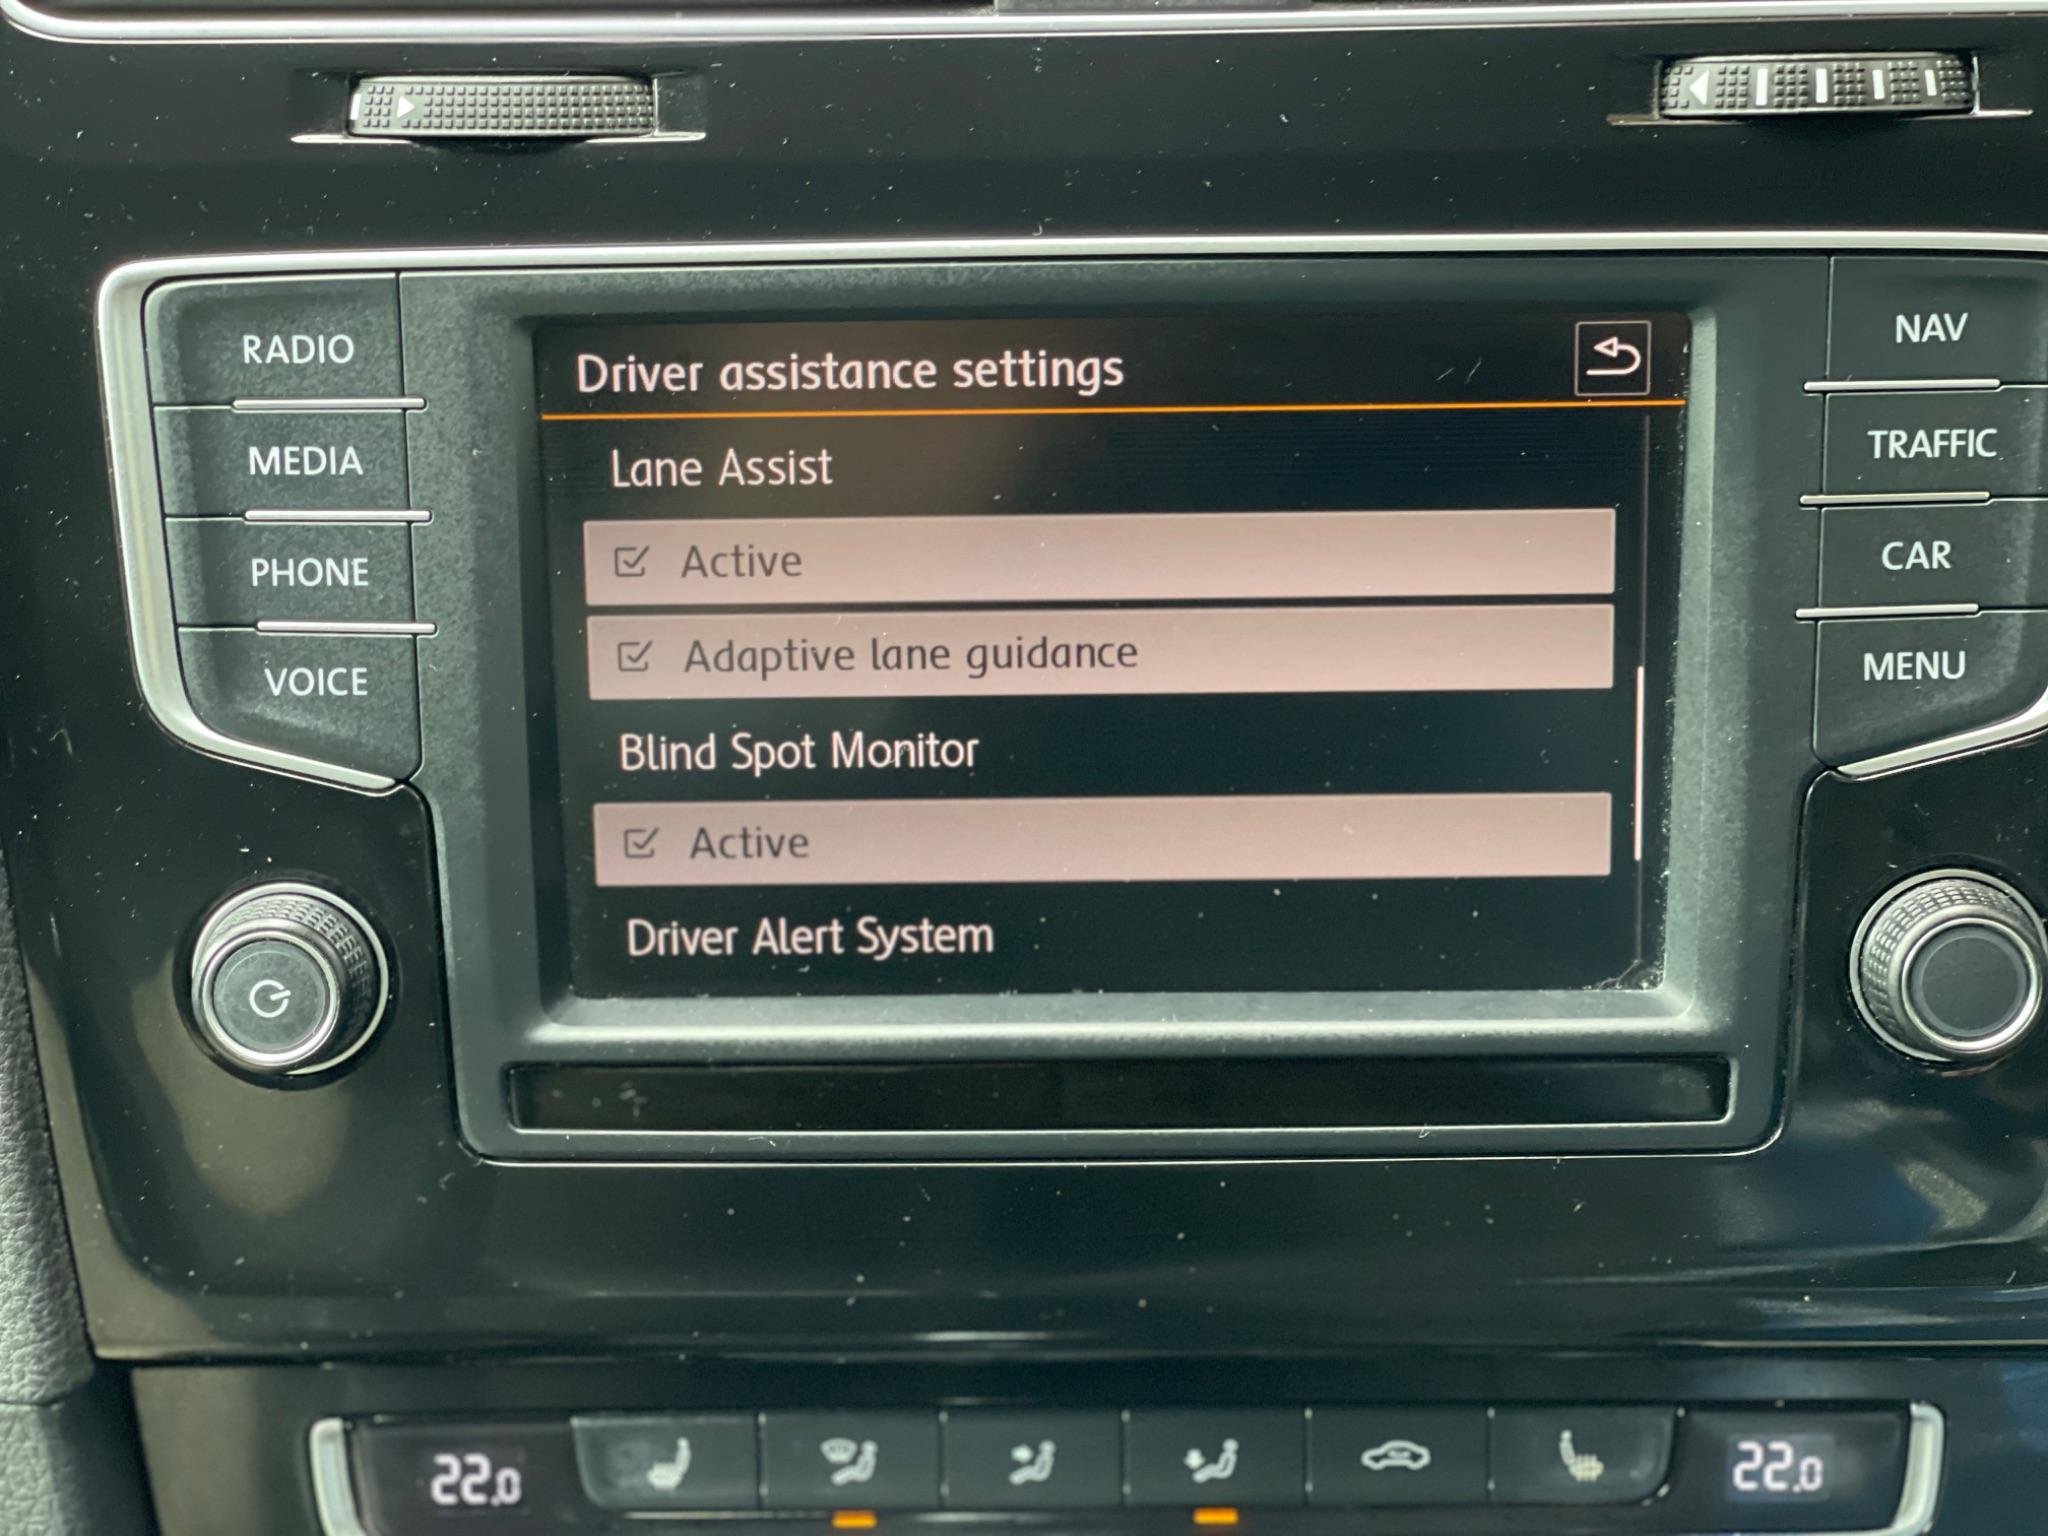 RADIO
MEDIA
PHONE
VOICE
Driver assistance settings
Lane Assist
Active
Adaptive lane guidance
Blind Spot Monitor
Active
Driver Alert System
NAV
TRAFFIC
CAR
MENU
22.0
22.0